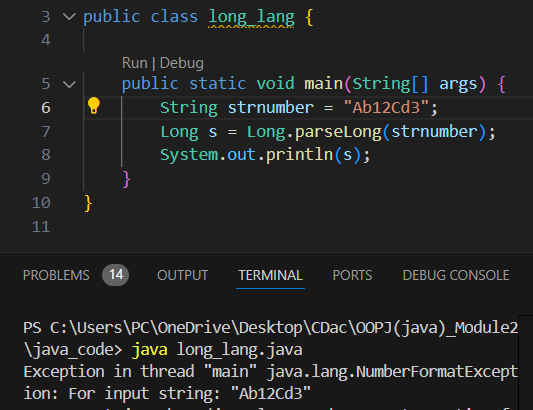 3 public class long_lang {
4
Run | Debug
5 public static void main(String[] args) {
6 String strnumber = "Ab12Cd3";
7 Long s = Long.parseLong(strnumber);
8 System.out.println(s);
9 }
10 }
11
PROBLEMS 14 OUTPUT TERMINAL PORTS DEBUG CONSOLE
PS C:\Users\PC\OneDrive\Desktop\CDac\OOPJ(java)_Module2
\java_code> java long_lang.java
Exception in thread "main" java.lang.NumberFormatExcept
ion: For input string: "Ab12Cd3"